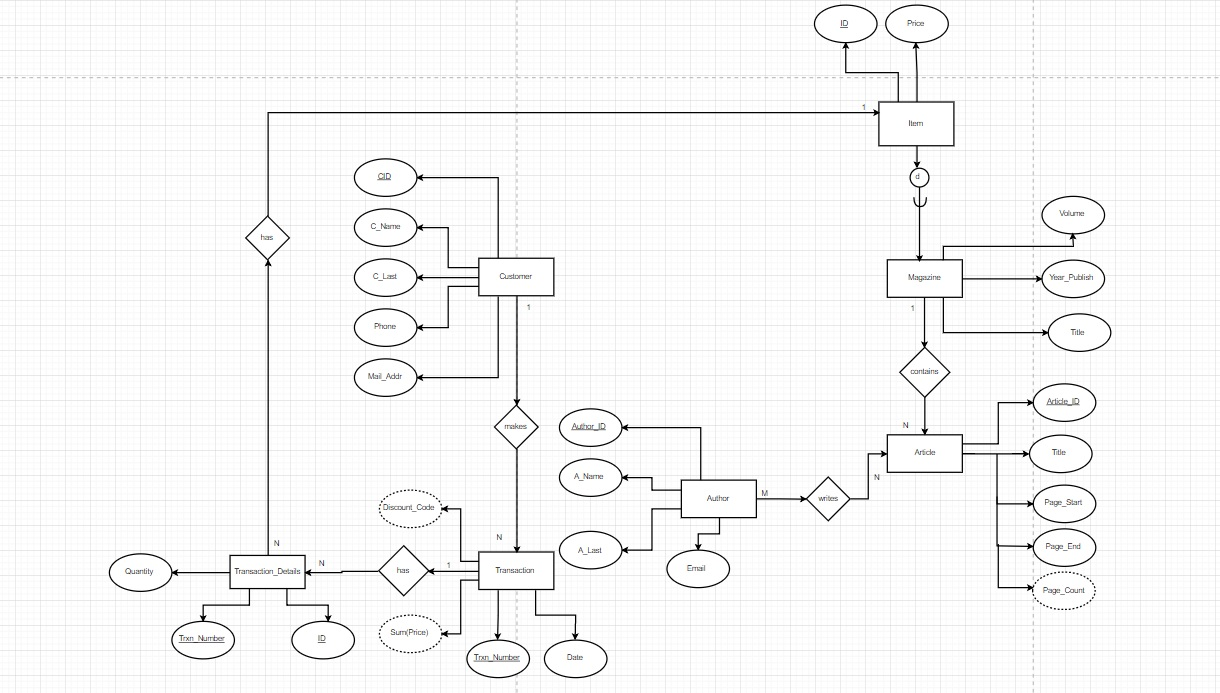 ID
Price
1
Item
d
CID
C_Name
C_Last
Phone
Mail_Addr
Customer
1
has
Volume
Magazine
Year_Publish
Title
1
contains
N
Article
Article_ID
Title
Page_Start
Page_End
Page_Count
makes
Author_ID
A_Name
A_Last
Author
Email
M
writes
N
N
Discount_Code
Transaction
1
has
Sum(Price)
Trxn_Number
Date
N
N
Transaction_Details
Quantity
Trxn_Number
ID